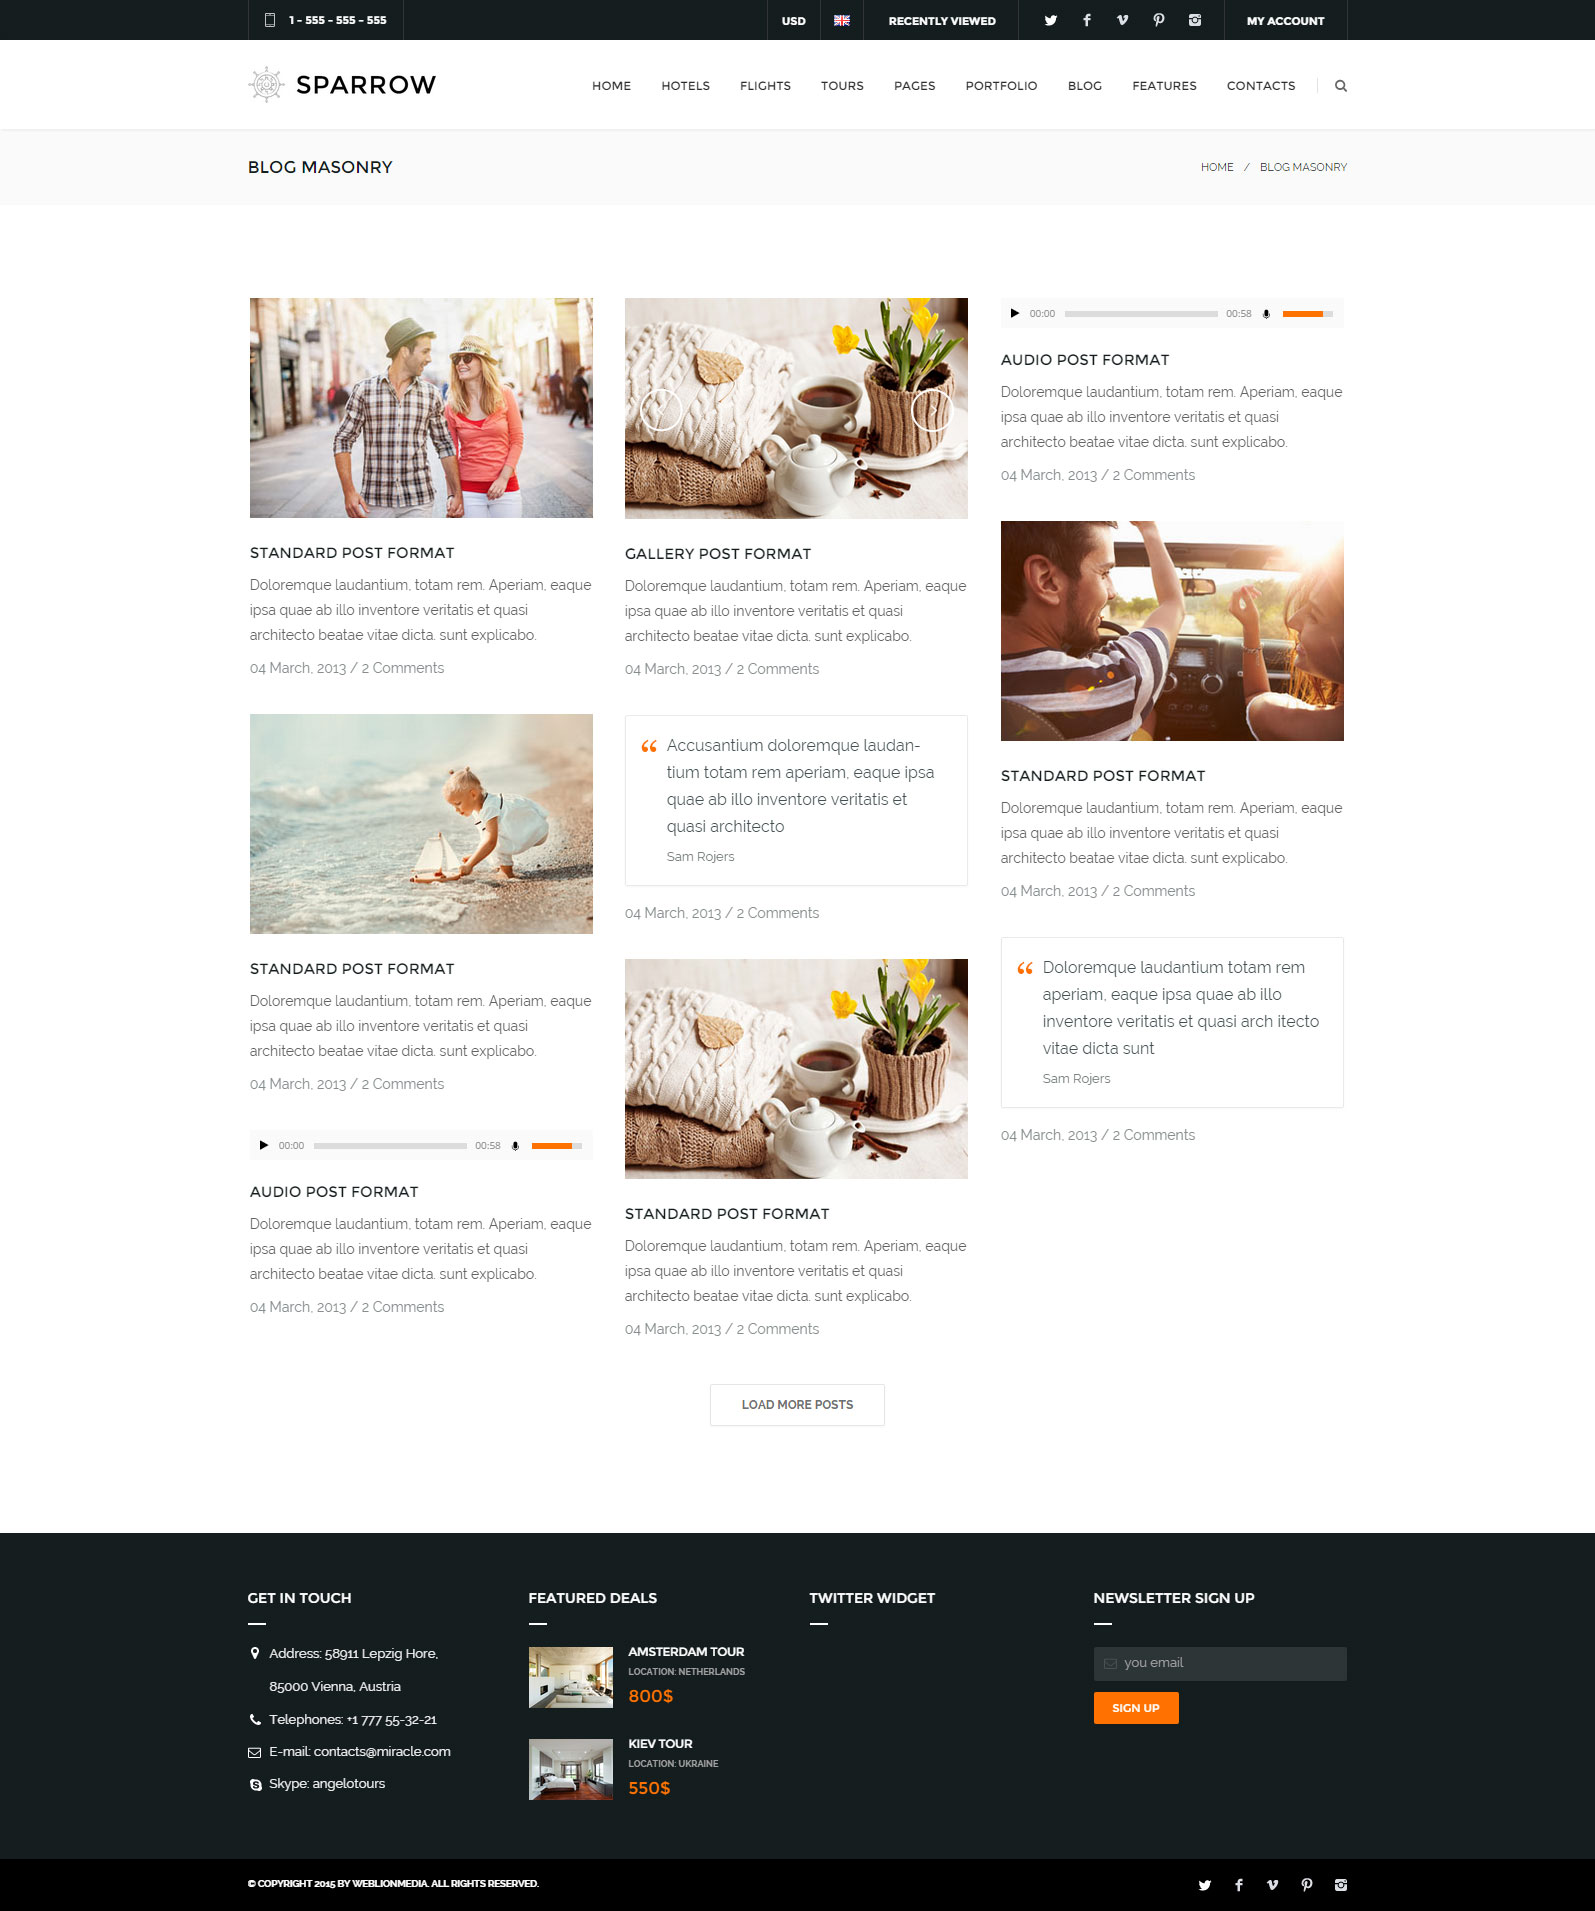 1 - 555 - 555 - 555
USD
RECENTLY VIEWED
MY ACCOUNT
SPARROW
HOME
HOTELS
FLIGHTS
TOURS
PAGES
PORTFOLIO
BLOG
FEATURES
CONTACTS
BLOG MASONRY
HOME / BLOG MASONRY
STANDARD POST FORMAT
Doloremque laudantium, totam rem. Aperiam, eaque
ipsa quae ab illo inventore veritatis et quasi
architecto beatae vitae dicta. sunt explicabo.
04 March, 2013 / 2 Comments
STANDARD POST FORMAT
Doloremque laudantium, totam rem. Aperiam, eaque
ipsa quae ab illo inventore veritatis et quasi
architecto beatae vitae dicta. sunt explicabo.
04 March, 2013 / 2 Comments
00:00
00:58
AUDIO POST FORMAT
Doloremque laudantium, totam rem. Aperiam, eaque
ipsa quae ab illo inventore veritatis et quasi
architecto beatae vitae dicta. sunt explicabo.
04 March, 2013 / 2 Comments
GALLERY POST FORMAT
Doloremque laudantium, totam rem. Aperiam, eaque
ipsa quae ab illo inventore veritatis et quasi
architecto beatae vitae dicta. sunt explicabo.
04 March, 2013 / 2 Comments
“ Accusantium doloremque laudan-
tium totam rem aperiam, eaque ipsa
quae ab illo inventore veritatis et
quasi architecto
Sam Rojers
04 March, 2013 / 2 Comments
STANDARD POST FORMAT
Doloremque laudantium, totam rem. Aperiam, eaque
ipsa quae ab illo inventore veritatis et quasi
architecto beatae vitae dicta. sunt explicabo.
04 March, 2013 / 2 Comments
00:00
00:58
AUDIO POST FORMAT
Doloremque laudantium, totam rem. Aperiam, eaque
ipsa quae ab illo inventore veritatis et quasi
architecto beatae vitae dicta. sunt explicabo.
04 March, 2013 / 2 Comments
STANDARD POST FORMAT
Doloremque laudantium, totam rem. Aperiam, eaque
ipsa quae ab illo inventore veritatis et quasi
architecto beatae vitae dicta. sunt explicabo.
04 March, 2013 / 2 Comments
“ Doloremque laudantium totam rem
aperiam, eaque ipsa quae ab illo
inventore veritatis et quasi arch itecto
vitae dicta sunt
Sam Rojers
04 March, 2013 / 2 Comments
LOAD MORE POSTS
GET IN TOUCH
Address: 58911 Lepzig Hore,
85000 Vienna, Austria
Telephones: +1 777 55-32-21
E-mail: contacts@miracle.com
Skype: angelotours
FEATURED DEALS
AMSTERDAM TOUR
LOCATION: NETHERLANDS
800$
KIEV TOUR
LOCATION: UKRAINE
550$
TWITTER WIDGET
NEWSLETTER SIGN UP
you email
SIGN UP
© COPYRIGHT 2015 BY WEBLIONMEDIA. ALL RIGHTS RESERVED.